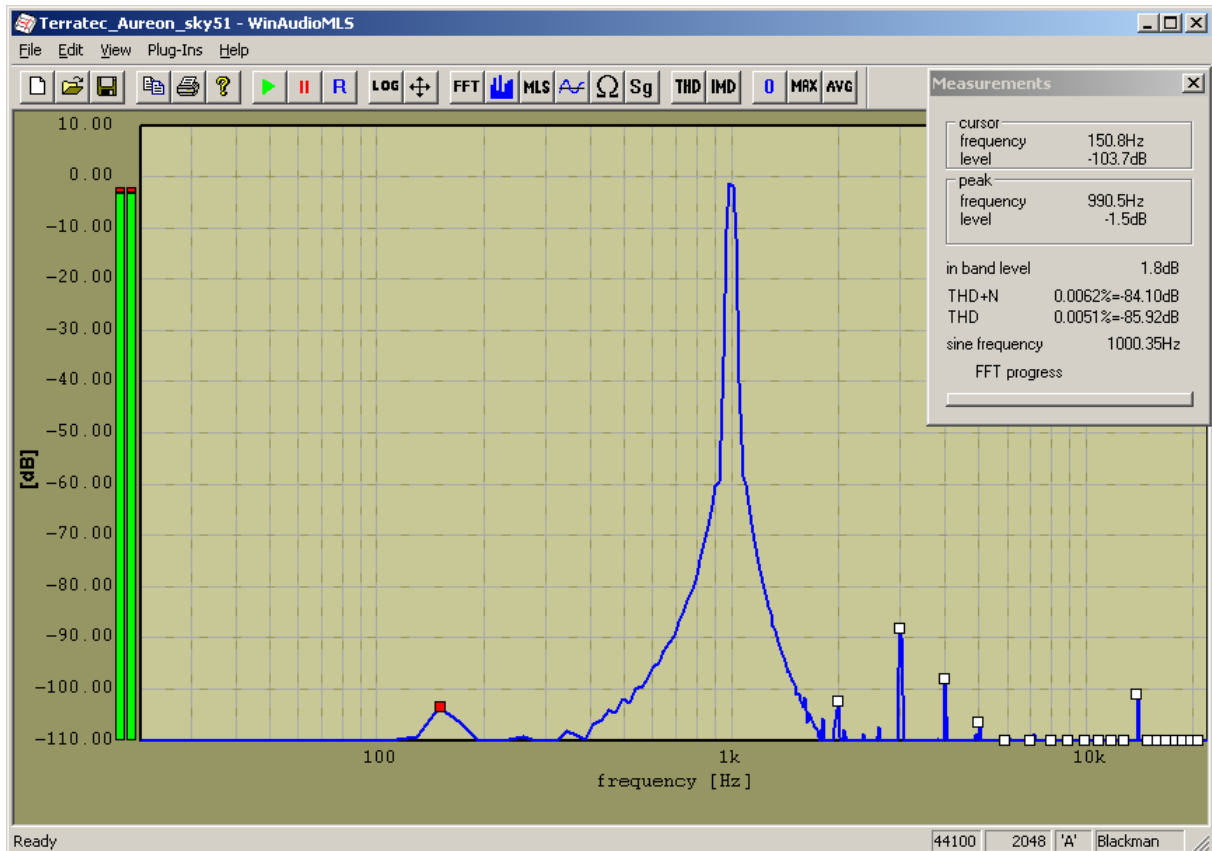 Terratec_Aureon_sky51 - WinAudioMLS
File Edit View Plug-Ins Help
R LOG FFT MLS Ω Sg THD IMD 0 MAX AVG
Measurements
cursor
frequency 150.8Hz
level -103.7dB
peak
frequency 990.5Hz
level -1.5dB
in band level 1.8dB
THD+N 0.0062%=-84.10dB
THD 0.0051%=-85.92dB
sine frequency 1000.35Hz
FFT progress
10.00
0.00
-10.00
-20.00
-30.00
-40.00
-50.00
[dB]
-60.00
-70.00
-80.00
-90.00
-100.00
-110.00
100 1k 10k
frequency [Hz]
Ready 44100 2048 'A' Blackman